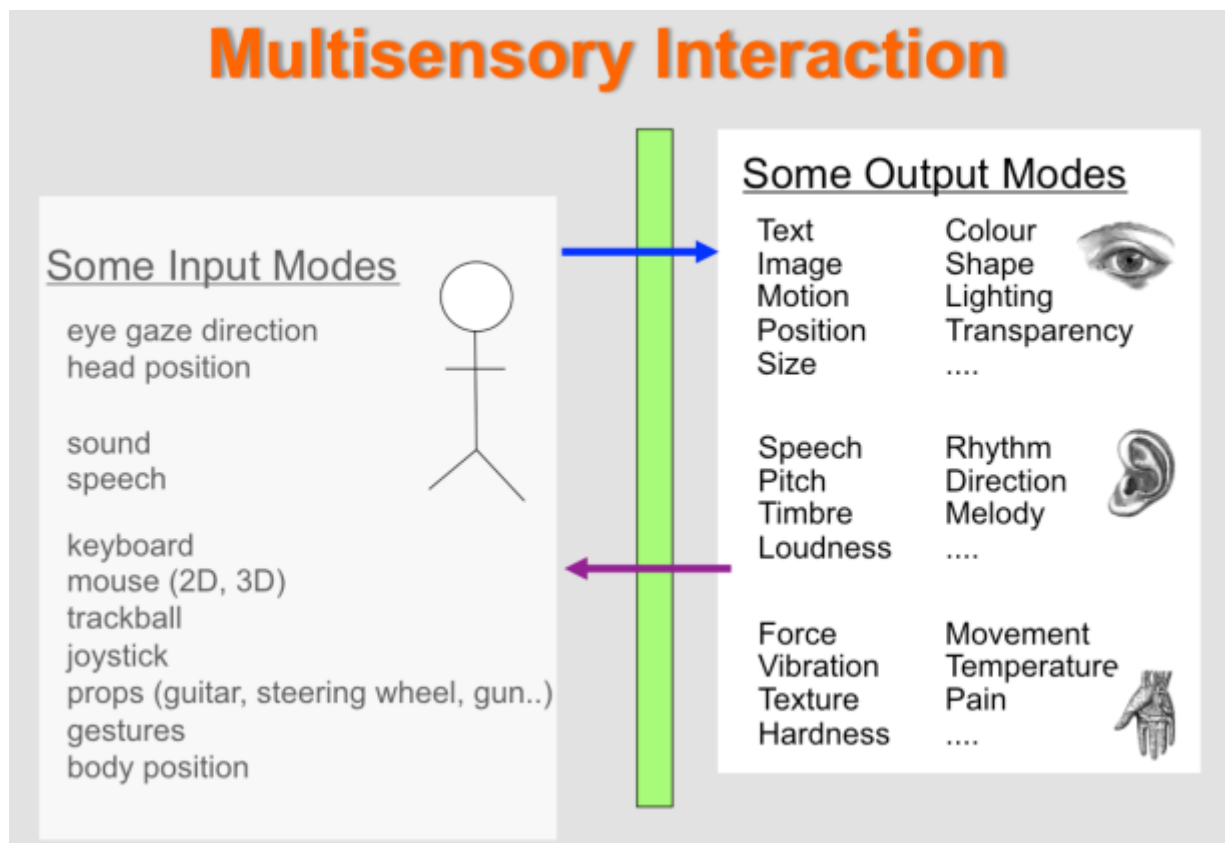 Multisensory Interaction
Some Input Modes
eye gaze direction
head position
sound
speech
keyboard
mouse (2D, 3D)
trackball
joystick
props (guitar, steering wheel, gun..)
gestures
body position
Some Output Modes
Text Colour
Image Shape
Motion Lighting
Position Transparency
Size ....
Speech Rhythm
Pitch Direction
Timbre Melody
Loudness ....
Force Movement
Vibration Temperature
Texture Pain
Hardness ....